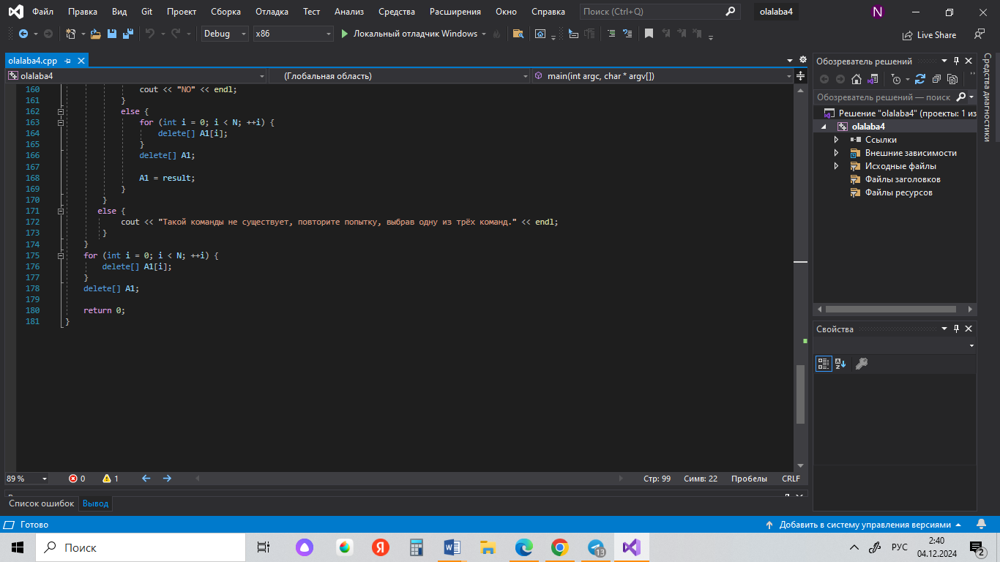 Файл Правка Вид Git Проект Сборка Отладка Тест Анализ Средства Расширения Окно Справка Поиск (Ctrl+Q) olalaba4 N
Debug x86 Локальный отладчик Windows Live Share
olalaba4.cpp
olalaba4 (Глобальная область) main(int argc, char * argv[])
160 cout << "NO" << endl;
161 }
162 else {
163 for (int i = 0; i < N; ++i) {
164 delete[] A1[i];
165 }
166 delete[] A1;
167
168 A1 = result;
169 }
170 }
171 else {
172 cout << "Такой команды не существует, повторите попытку, выбрав одну из трёх команд." << endl;
173 }
174 }
175 for (int i = 0; i < N; ++i) {
176 delete[] A1[i];
177 }
178 delete[] A1;
179
180 return 0;
181 }
89 % 0 1 Стр: 99 Симв: 22 Пробелы CRLF
Список ошибок Вывод
Обозреватель решений
Обозреватель решений — поиск
Решение "olalaba4" (проекты: 1 из
olalaba4
Ссылки
Внешние зависимости
Исходные файлы
Файлы заголовков
Файлы ресурсов
Свойства
Средства диагностики
Готово Добавить в систему управления версиями
Поиск 13 РУС 2:40
04.12.2024 2